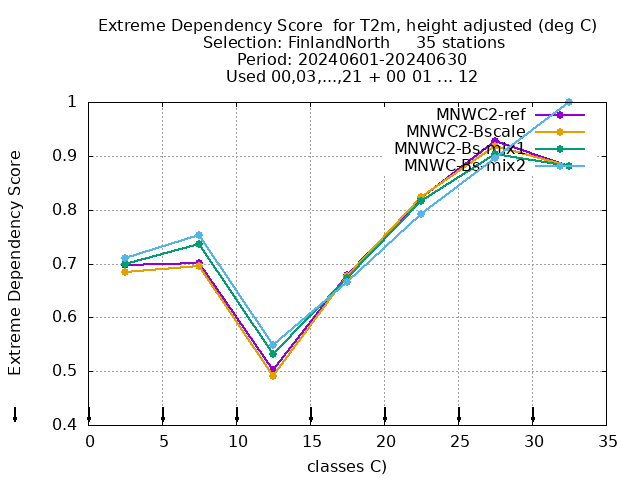 Extreme Dependency Score  for T2m, height adjusted (deg C)
Selection: FinlandNorth     35 stations
Period: 20240601-20240630
Used 00,03,...,21 + 00 01 ... 12
MNWC2-ref
MNWC2-Bscale
MNWC2-Bs-mix1
MNWC-Bs-mix2
1
0.9
0.8
0.7
0.6
0.5
0.4
Extreme Dependency Score
0 5 10 15 20 25 30 35
classes C)